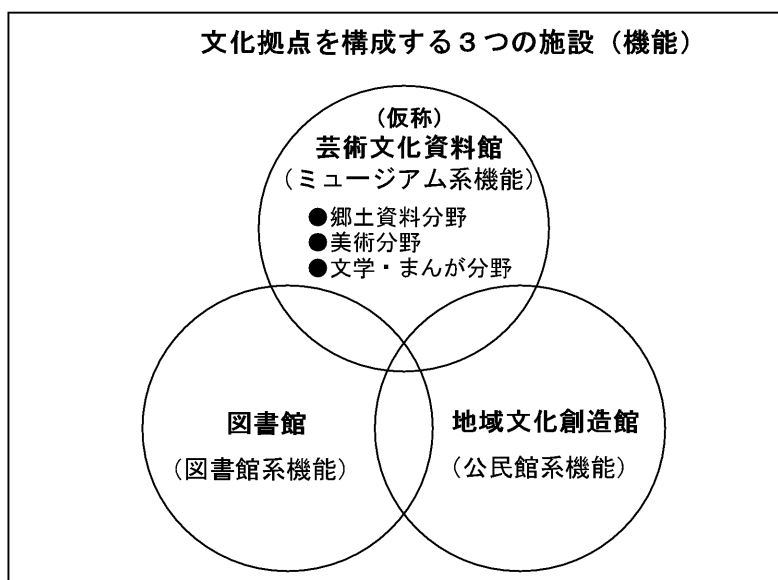 文化拠点を構成する３つの施設（機能）
（仮称）
芸術文化資料館
（ミュージアム系機能）
●郷土資料分野
●美術分野
●文学・まんが分野
図書館
（図書館系機能）
地域文化創造館
（公民館系機能）